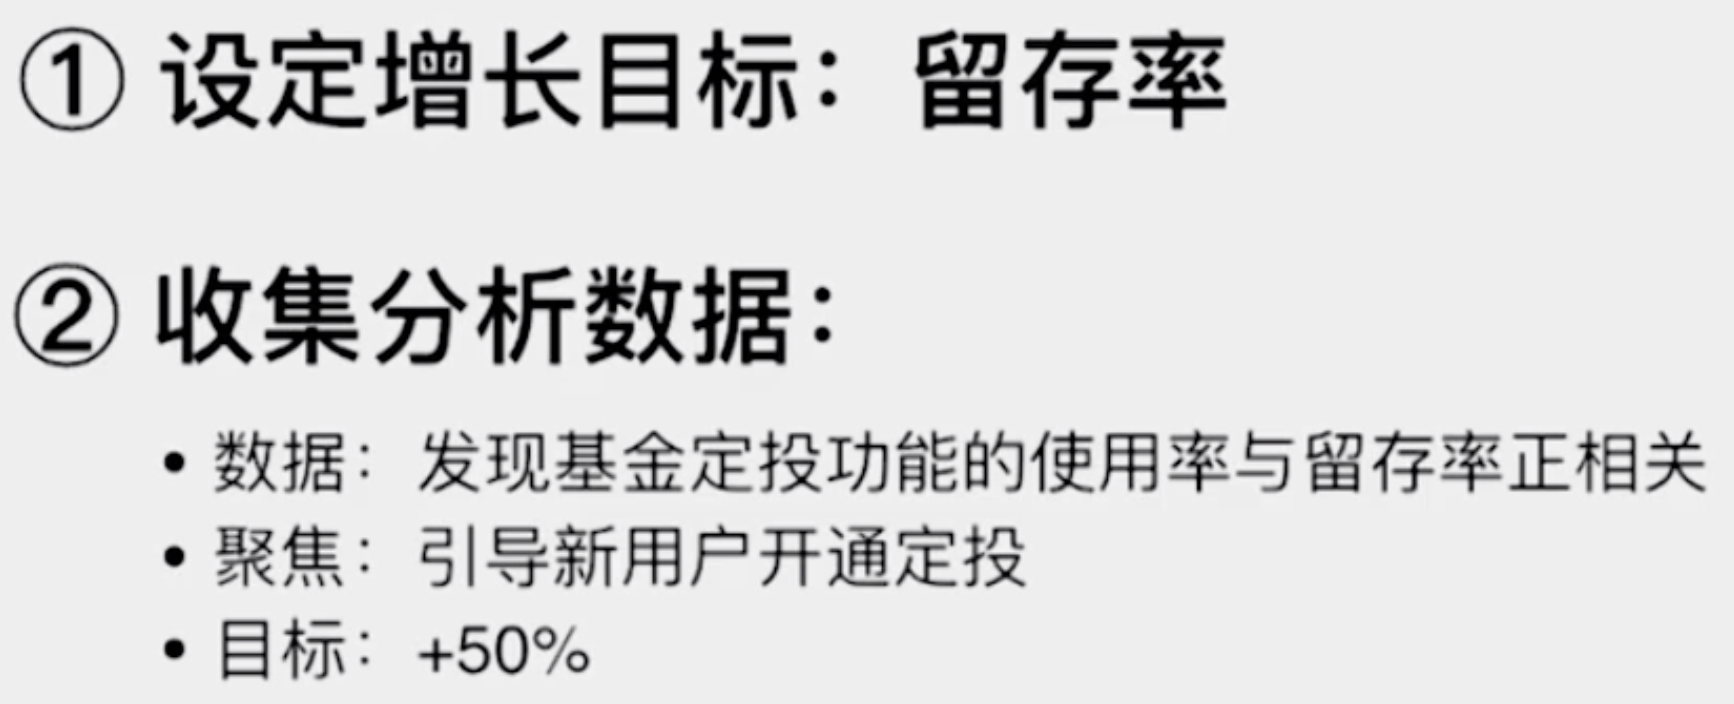 ① 设定增长目标：留存率
② 收集分析数据：
• 数据：发现基金定投功能的使用率与留存率正相关
• 聚焦：引导新用户开通定投
• 目标：+50%